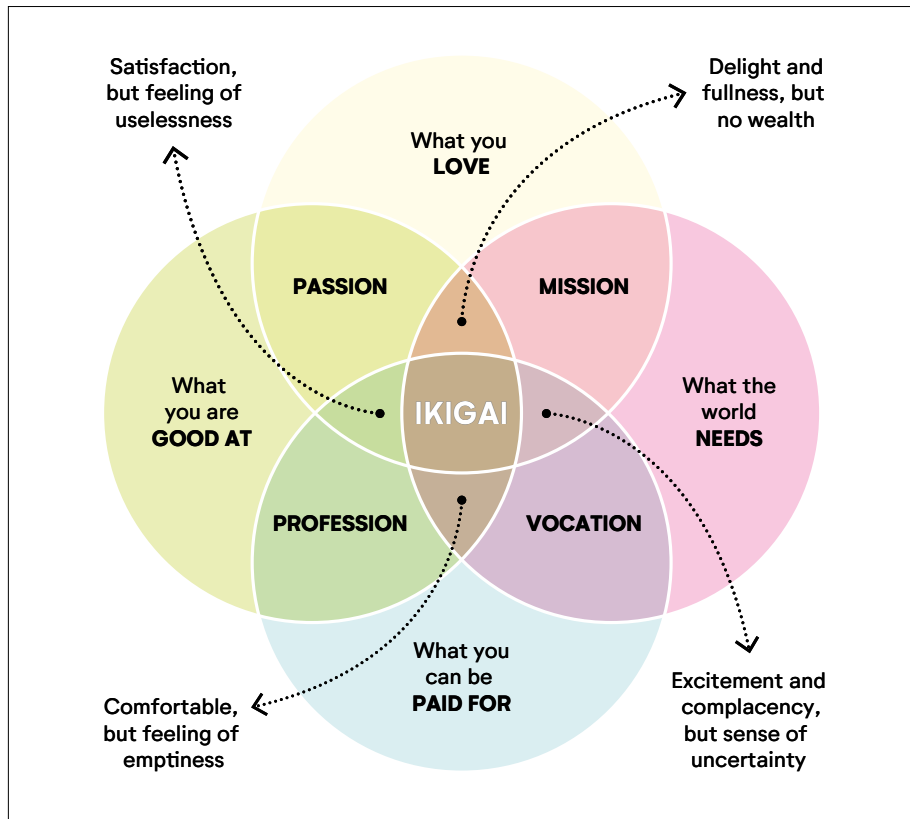 Satisfaction,
but feeling of
uselessness
Delight and
fullness, but
no wealth
What you
LOVE
PASSION
MISSION
What
you are
GOOD AT
IKIGAI
What the
world
NEEDS
PROFESSION
VOCATION
What you
can be
PAID FOR
Comfortable,
but feeling of
emptiness
Excitement and
complacency,
but sense of
uncertainty